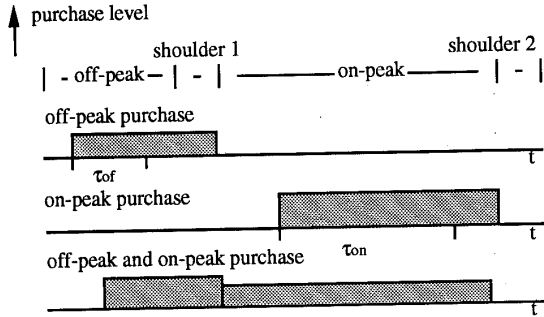 purchase level
shoulder 1
shoulder 2
off-peak
on-peak
off-peak purchase
t
τof
on-peak purchase
t
τon
off-peak and on-peak purchase
t